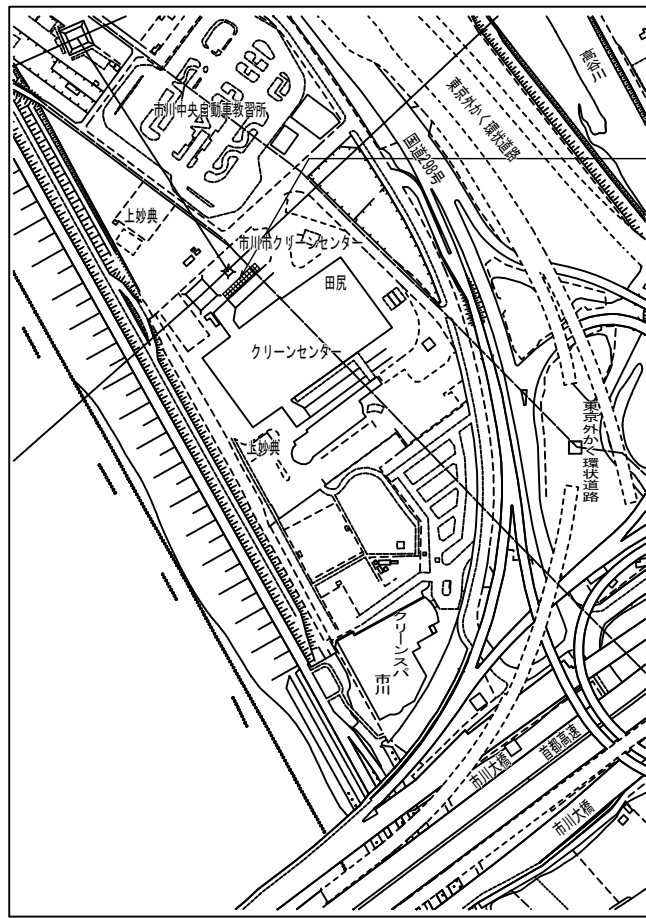 高谷川
東京外かく環状道路
市川中央自動車教習所
国道298号
上妙典
市川市クリーンセンター
田尻
クリーンセンター
東京外かく環状道路
上妙典
クリーンスパ
市川
首都高速
市川大橋
市川大橋